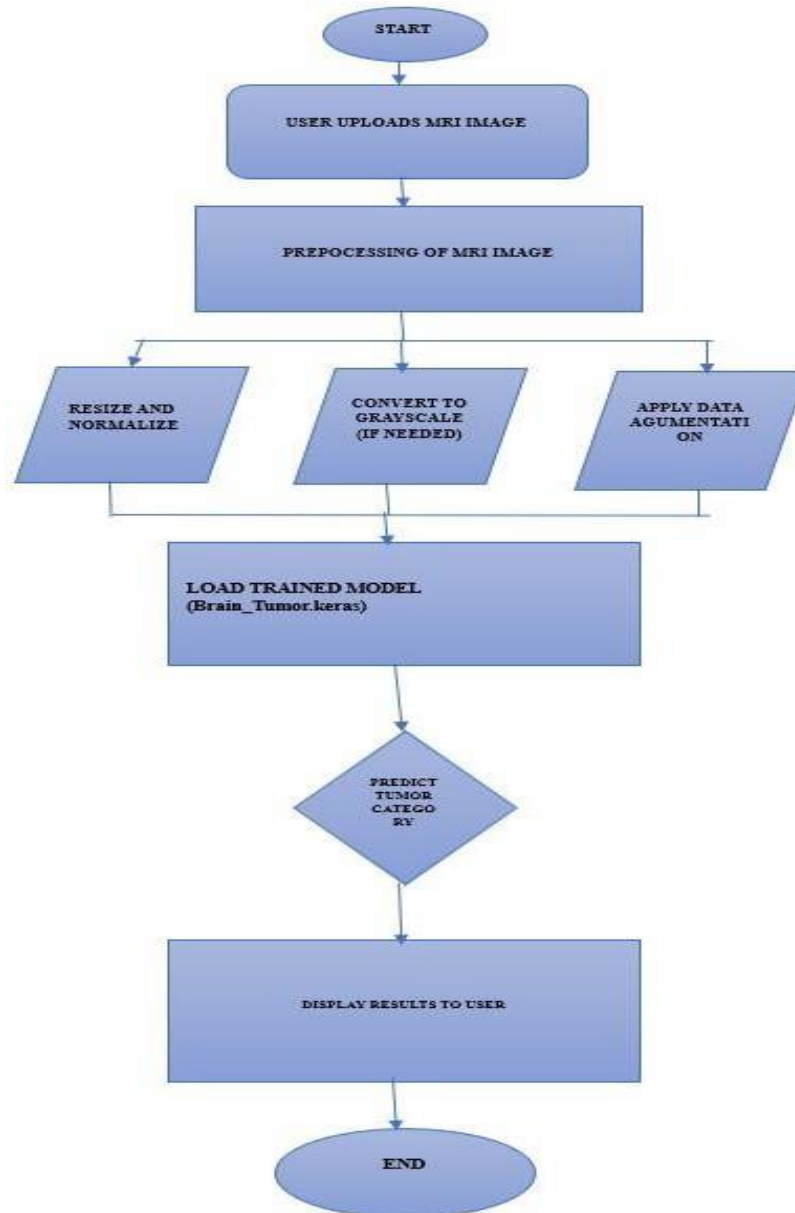 START
USER UPLOADS MRI IMAGE
PREPOCESSING OF MRI IMAGE
RESIZE AND
NORMALIZE
CONVERT TO
GRAYSCALE
(IF NEEDED)
APPLY DATA
AGUMENTATI
ON
LOAD TRAINED MODEL
(Brain_Tumor.keras)
PREDICT
TUMOR
CATEGO
RY
DISPLAY RESULTS TO USER
END